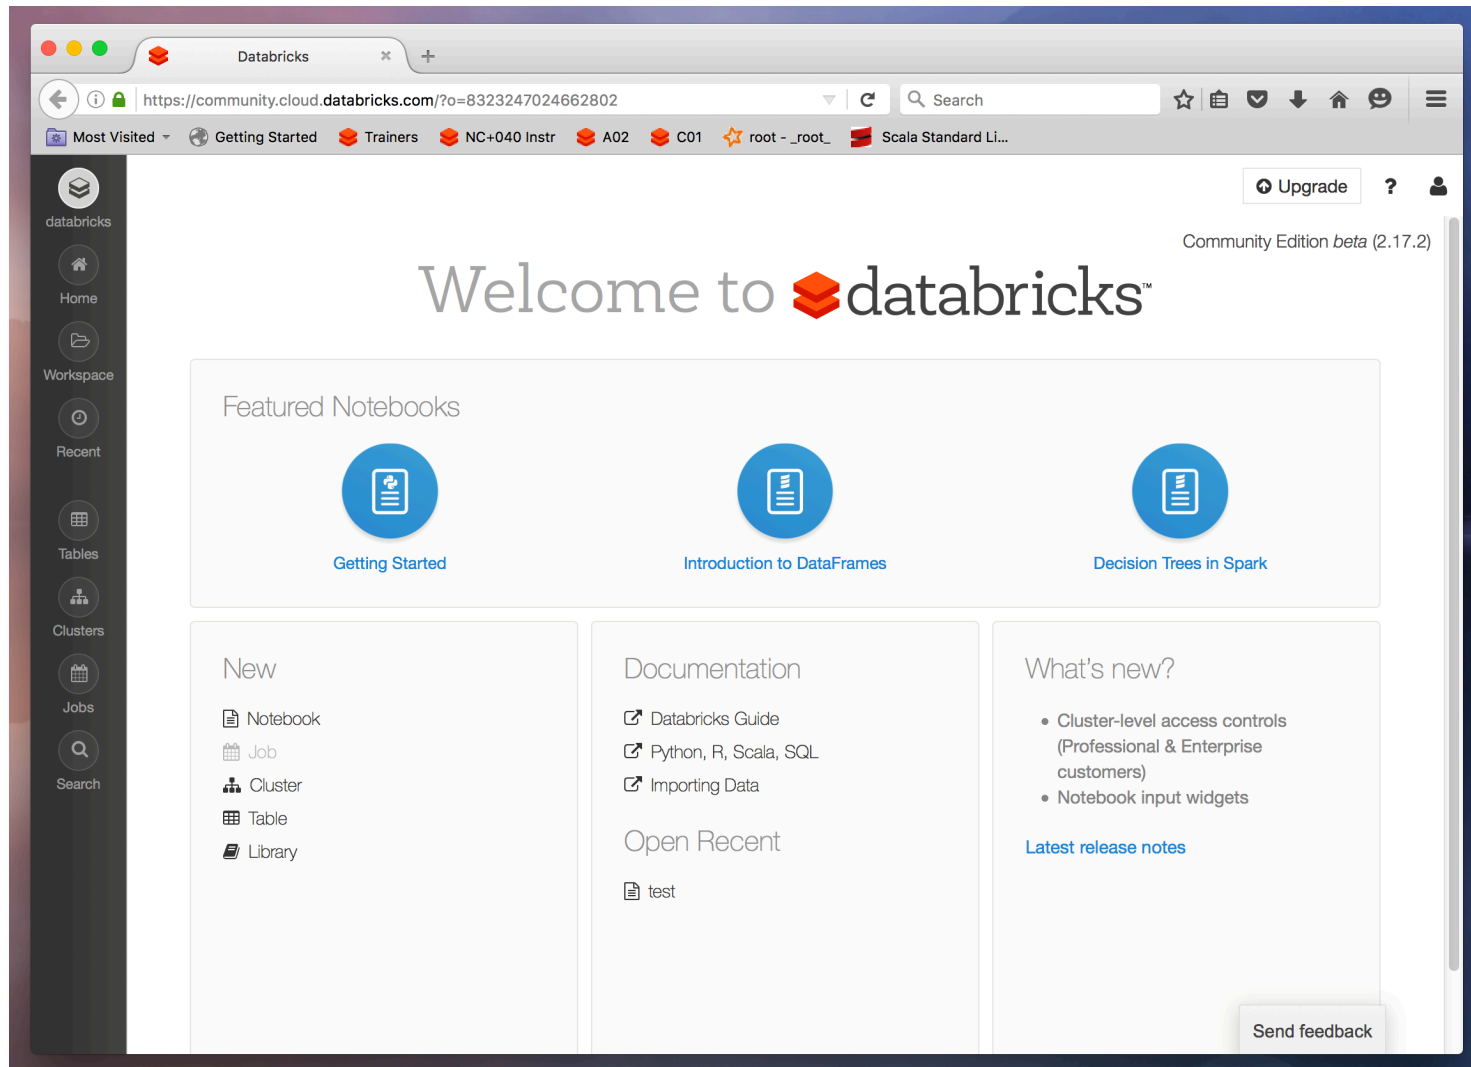 Databricks
https://community.cloud.databricks.com/?o=8323247024662802
Search
Most Visited
Getting Started
Trainers
NC+040 Instr
A02
C01
root - _root_
Scala Standard Li...
databricks
Home
Workspace
Recent
Tables
Clusters
Jobs
Search
Upgrade
?
Community Edition beta (2.17.2)
Welcome to databricks™
Featured Notebooks
Getting Started
Introduction to DataFrames
Decision Trees in Spark
New
Notebook
Job
Cluster
Table
Library
Documentation
Databricks Guide
Python, R, Scala, SQL
Importing Data
Open Recent
test
What's new?
Cluster-level access controls
(Professional & Enterprise
customers)
Notebook input widgets
Latest release notes
Send feedback